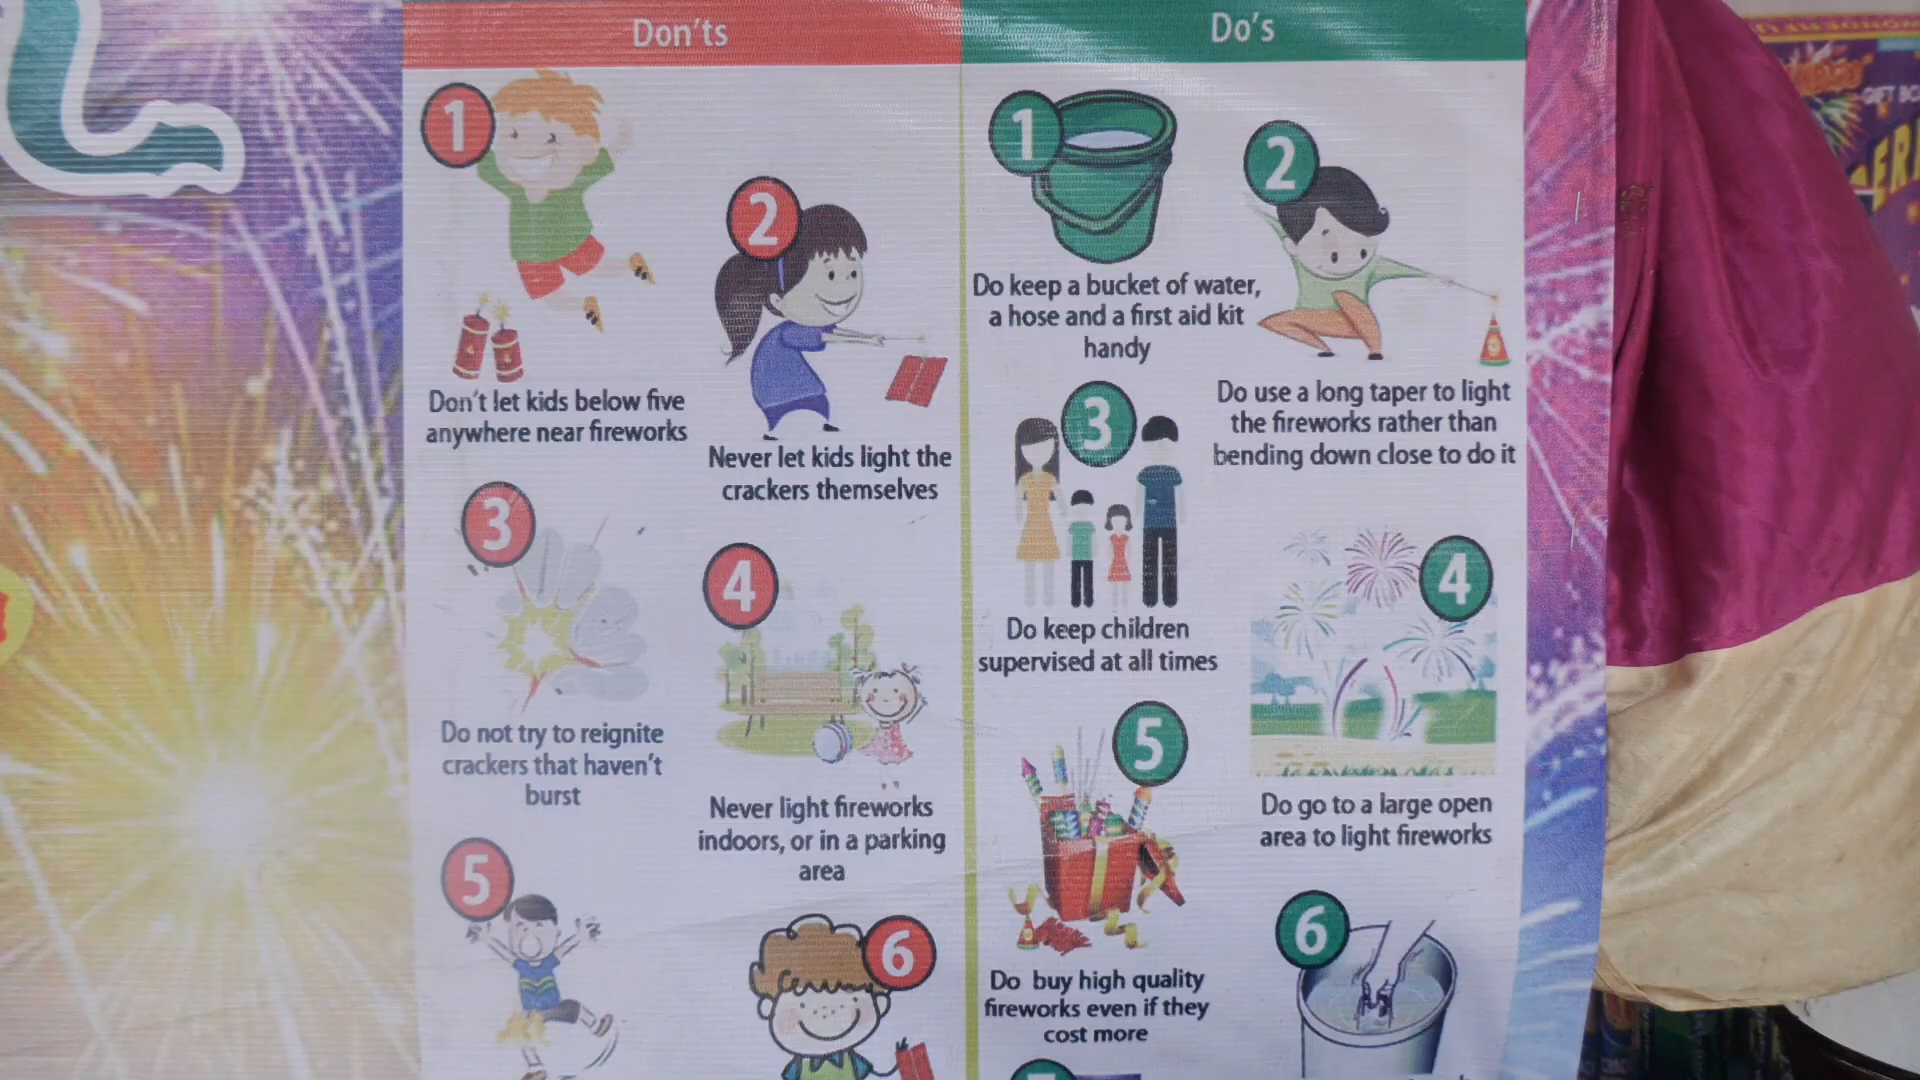 Don'ts
1
Don't let kids below five
anywhere near fireworks
2
Never let kids light the
crackers themselves
3
Do not try to reignite
crackers that haven't
burst
4
Never light fireworks
indoors, or in a parking
area
5
6
Do's
1
Do keep a bucket of water,
a hose and a first aid kit
handy
2
Do use a long taper to light
the fireworks rather than
bending down close to do it
3
Do keep children
supervised at all times
4
Do go to a large open
area to light fireworks
5
Do buy high quality
fireworks even if they
cost more
6
GIFT BO